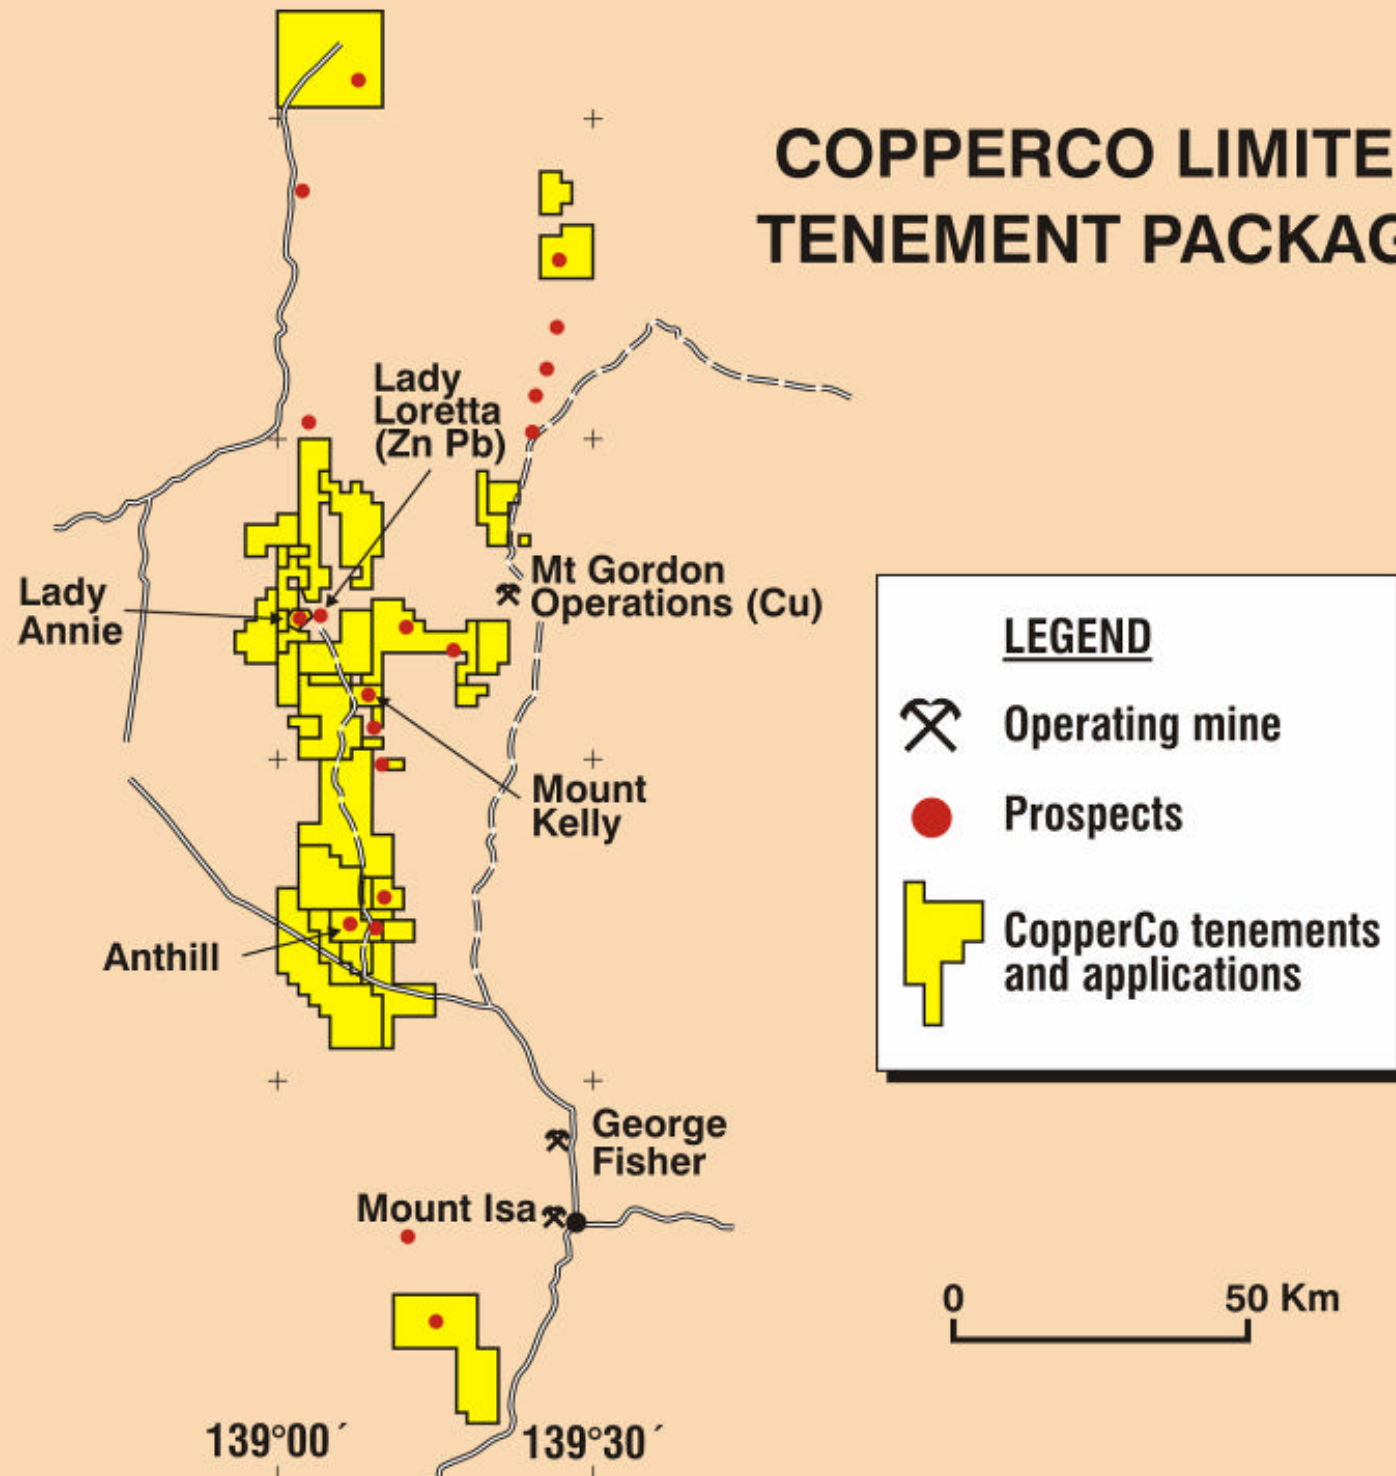 COPPERCO LIMITE
TENEMENT PACKAG
Lady
Loretta
(Zn Pb)
Mt Gordon
Operations (Cu)
Lady
Annie
Mount
Kelly
Anthill
George
Fisher
Mount Isa
LEGEND
Operating mine
Prospects
CopperCo tenements
and applications
0 50 Km
139°00´ 139°30´